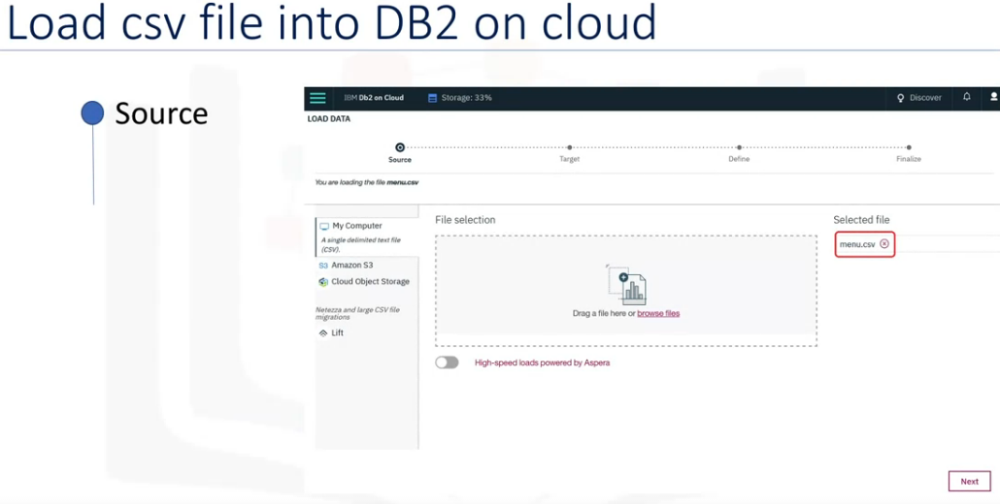 Load csv file into DB2 on cloud
Source
IBM Db2 on Cloud
Storage: 33%
Discover
LOAD DATA
Source
Target
Define
Finalize
You are loading the file menu.csv
My Computer
A single delimited text file
(CSV).
S3 Amazon S3
Cloud Object Storage
Netezza and large CSV file
migrations
Lift
File selection
Drag a file here or browse files
High-speed loads powered by Aspera
Selected file
menu.csv
Next